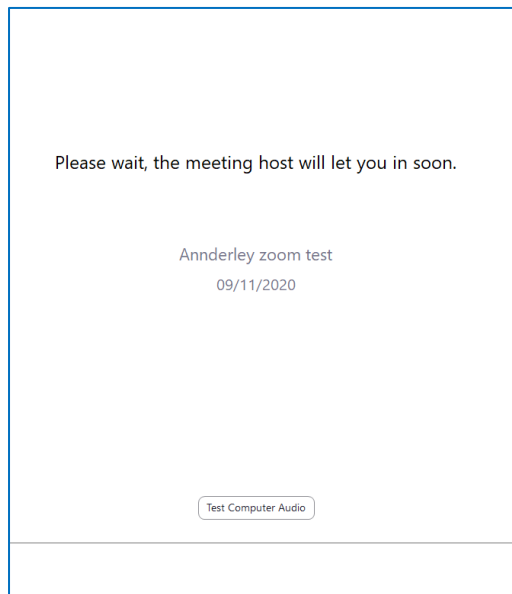 Please wait, the meeting host will let you in soon.
Annderley zoom test
09/11/2020
Test Computer Audio